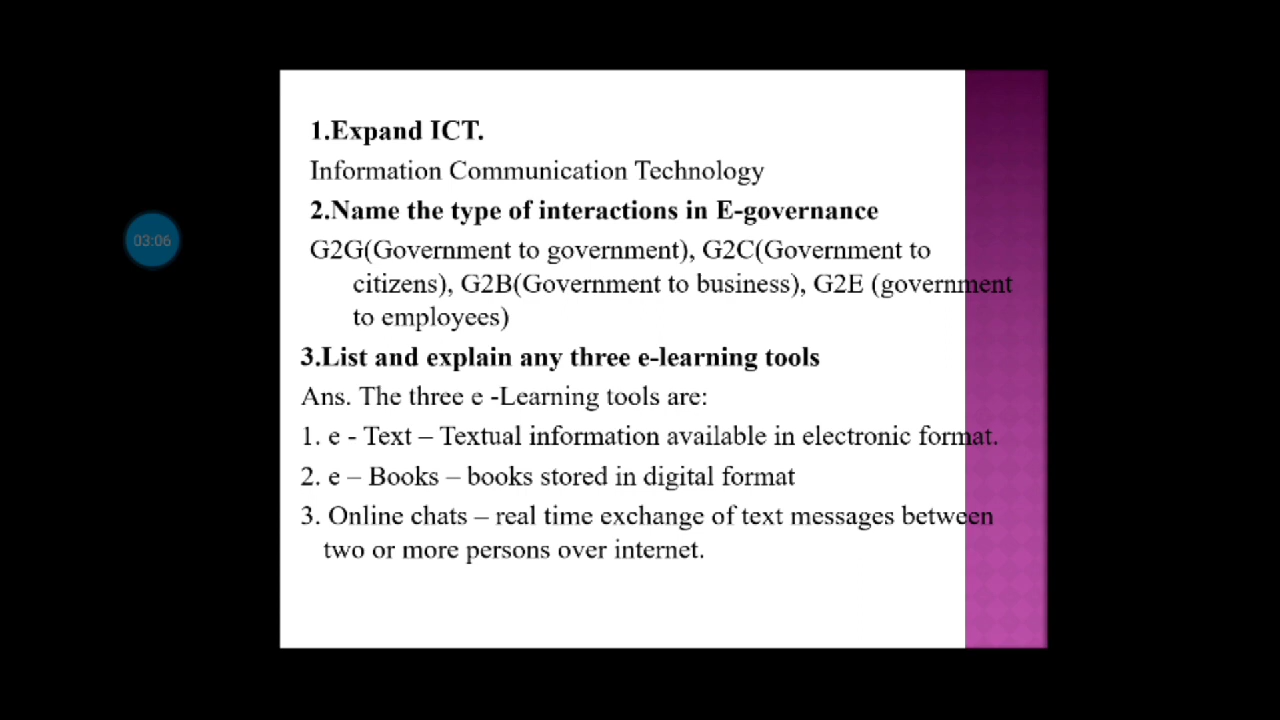 1.Expand ICT.
Information Communication Technology
2.Name the type of interactions in E-governance
G2G(Government to government), G2C(Government to
citizens), G2B(Government to business), G2E (government
to employees)
03:06
3.List and explain any three e-learning tools
Ans. The three e -Learning tools are:
1. e - Text – Textual information available in electronic format.
2. e – Books – books stored in digital format
3. Online chats – real time exchange of text messages between
two or more persons over internet.